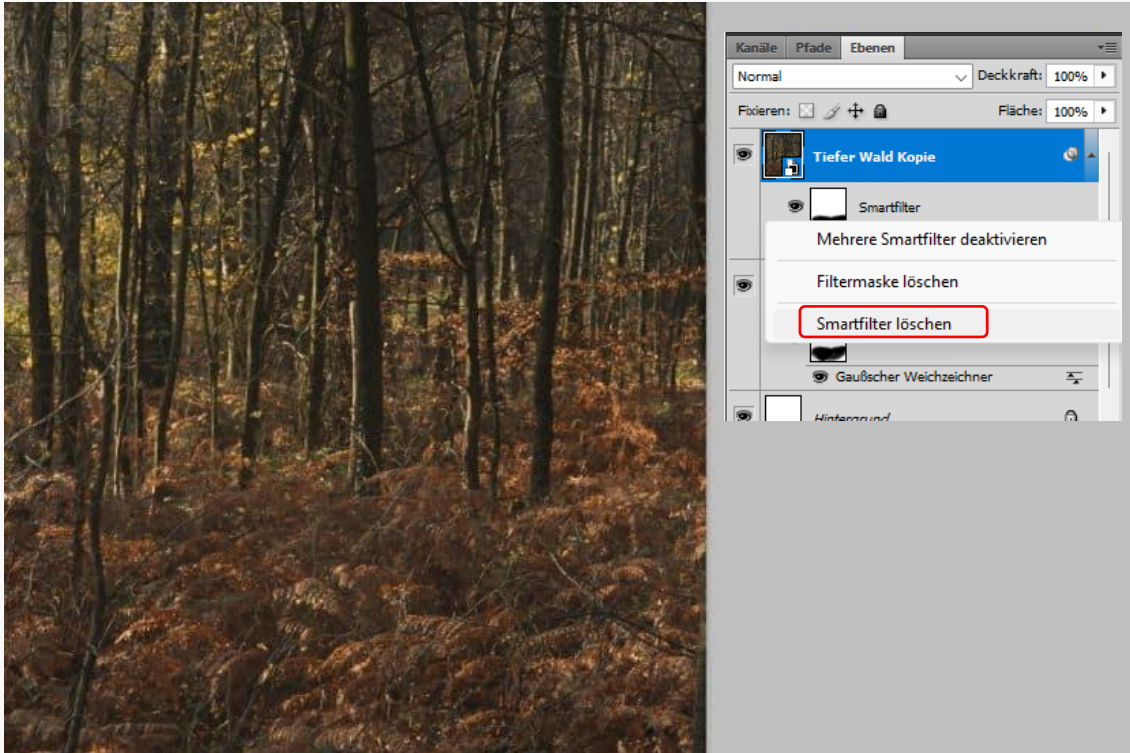 Kanäle Pfade Ebenen
Normal Deckkraft: 100%
Fixieren: Fläche: 100%
Tiefer Wald Kopie
Smartfilter
Mehrere Smartfilter deaktivieren
Filtermaske löschen
Smartfilter löschen
Gaußscher Weichzeichner
Hintergrund